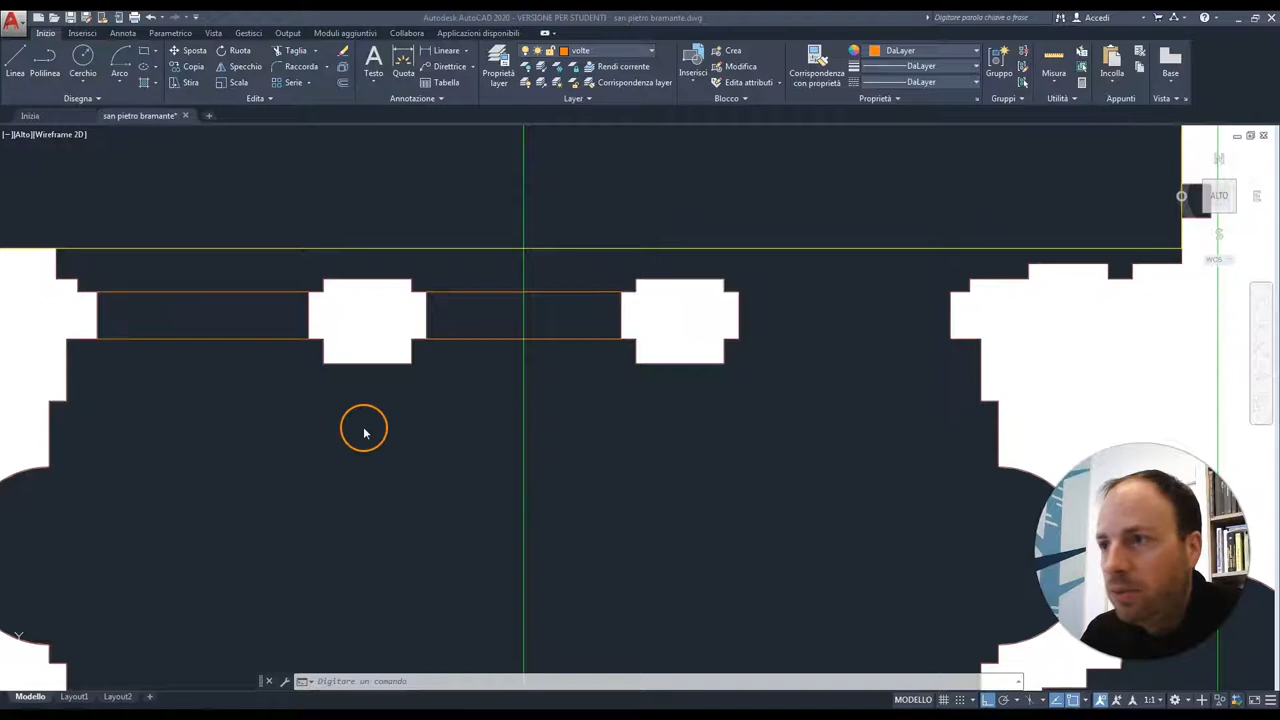 Autodesk AutoCAD 2020 - VERSIONE PER STUDENTI san pietro bramante.dwg
Digitare parola chiave o frase
Accedi
Inizio Inserisci Annota Parametrico Vista Gestisci Output Moduli aggiuntivi Collabora Applicazioni disponibili
Linea Polilinea Cerchio Arco
Sposta Ruota Taglia
Copia Specchio Raccorda
Stira Scala Serie
Testo Quota
Lineare
Direttrice
Tabella
Proprietà layer
volte
Rendi corrente
Corrispondenza layer
Inserisci
Crea
Modifica
Edita attributi
Corrispondenza con proprietà
DaLayer
DaLayer
DaLayer
Gruppo Misura Incolla Base
Disegna Edita Annotazione Layer Blocco Proprietà Gruppi Utilità Appunti Vista
Inizia san pietro bramante*
[−][Alto][Wireframe 2D]
ALTO
WCS
Y
Digitare un comando
Modello Layout1 Layout2
MODELLO 1:1